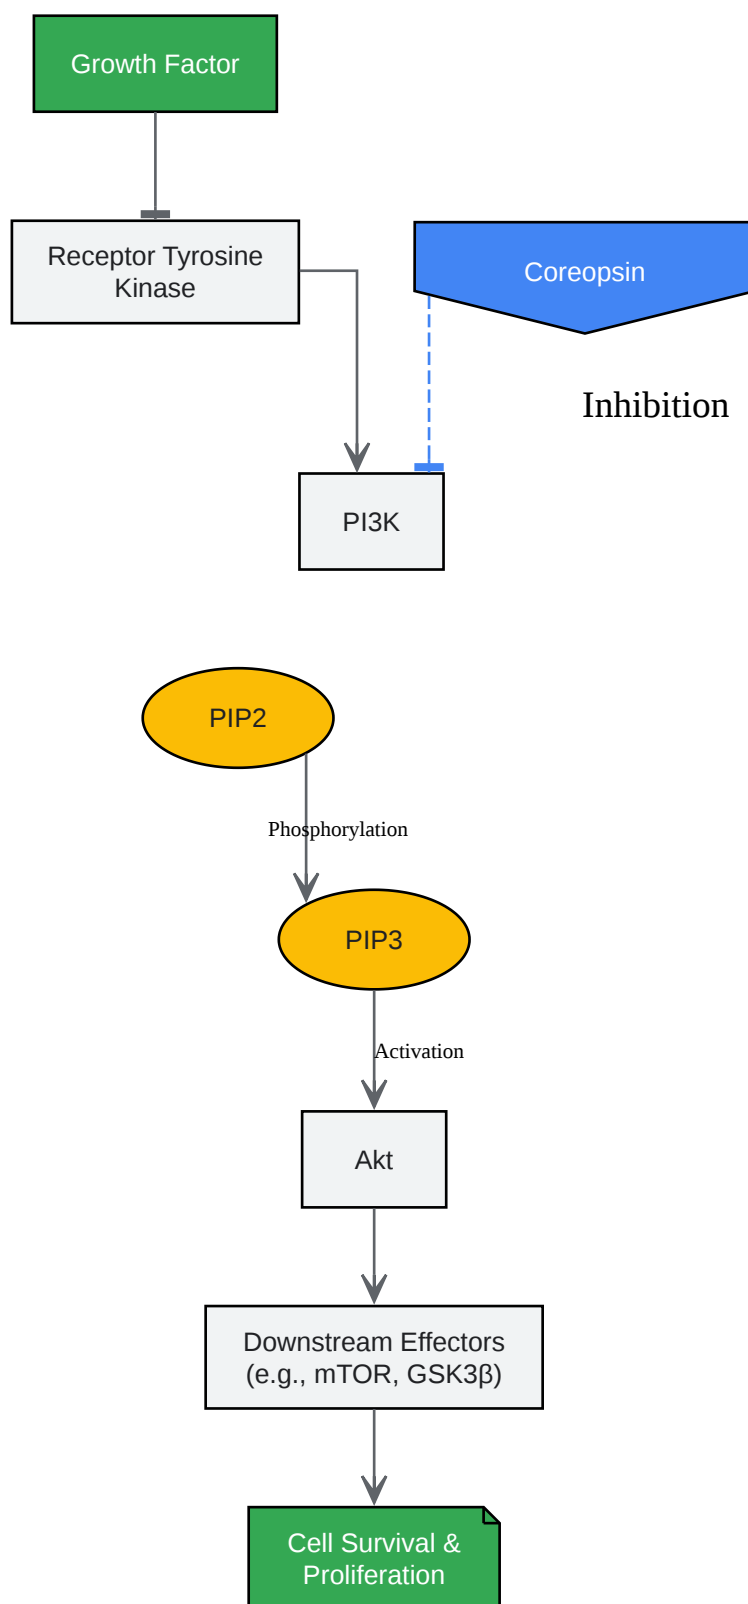 Growth Factor
Receptor Tyrosine
Kinase
Coreopsin
Inhibition
PI3K
PIP2
Phosphorylation
PIP3
Activation
Akt
Downstream Effectors
(e.g., mTOR, GSK3β)
Cell Survival &
Proliferation